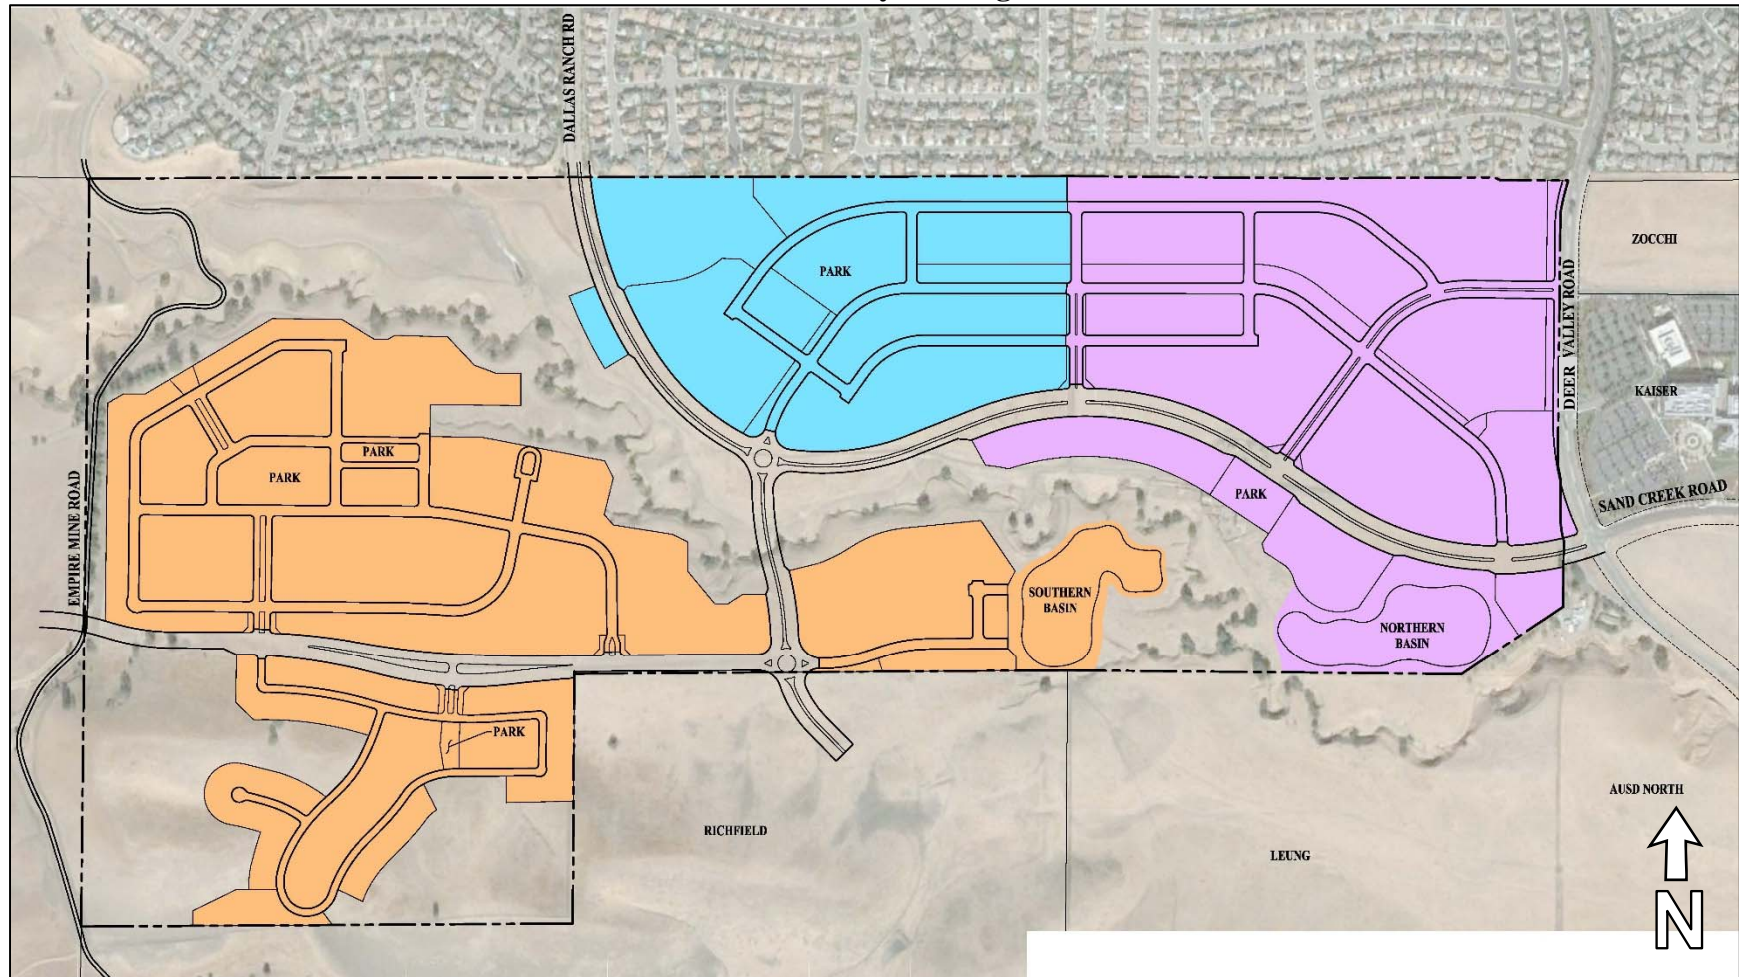 DALLAS RANCH RD
ZOCCHI
PARK
DEER VALLEY ROAD
KAISER
PARK
PARK
PARK
SAND CREEK ROAD
EMPIRE MINE ROAD
SOUTHERN
BASIN
NORTHERN
BASIN
PARK
AUSD NORTH
RICHFIELD
LEUNG
N